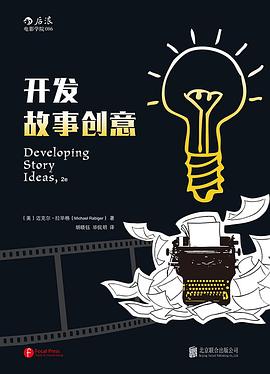 后浪
电影学院086
开发
故事创意
Developing
Story
Ideas, 2e
[美] 迈克尔·拉毕格(Michael Rabiger) 著
胡晓钰 毕侃明 译
Focal Press
北京联合出版公司